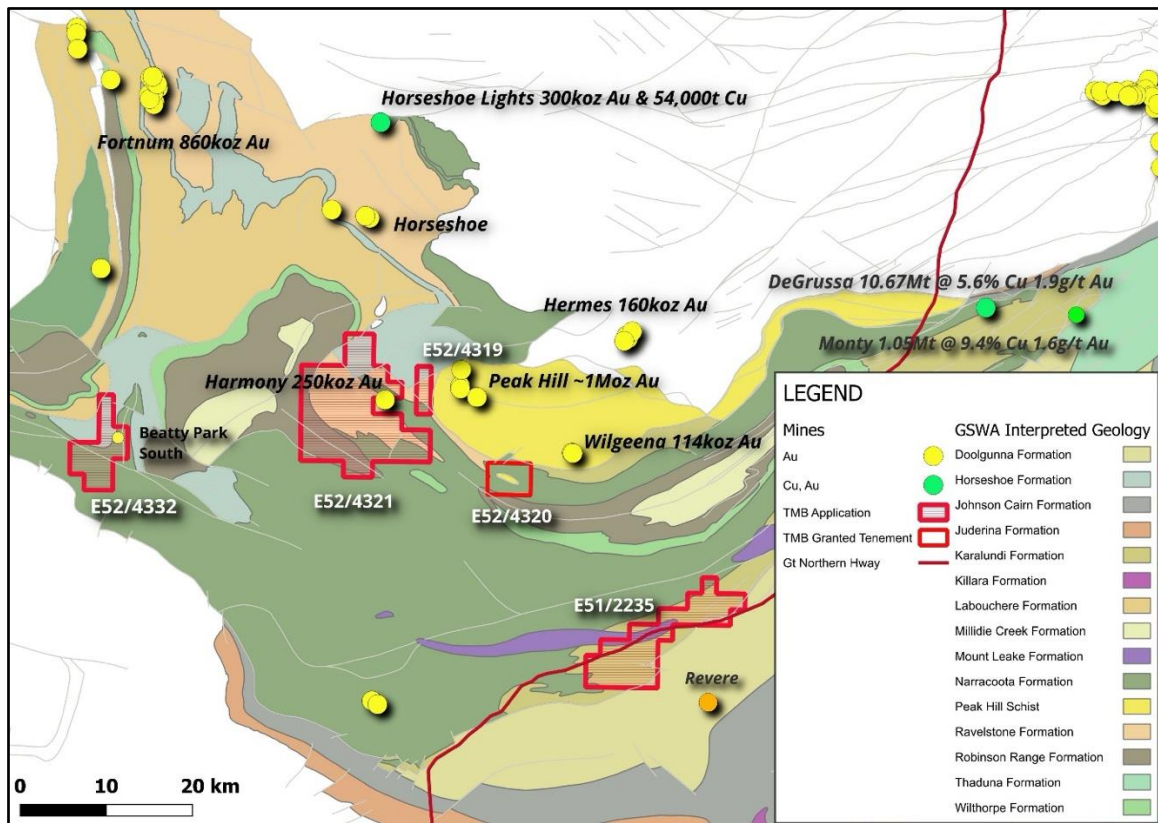 Horseshoe Lights 300koz Au & 54,000t Cu
Fortnum 860koz Au
Horseshoe
DeGrussa 10.67Mt @ 5.6% Cu 1.9g/t Au
Hermes 160koz Au
Monty 1.05Mt @ 9.4% Cu 1.6g/t Au
E52/4319
Harmony 250koz Au
Peak Hill ~1Moz Au
Beatty Park
South
Wilgeena 114koz Au
E52/4332
E52/4321
E52/4320
E51/2235
Revere
0 10 20 km
LEGEND
Mines
Au
Cu, Au
TMB Application
TMB Granted Tenement
Gt Northern Hway
GSWA Interpreted Geology
Doolgunna Formation
Horseshoe Formation
Johnson Cairn Formation
Juderina Formation
Karalundi Formation
Killara Formation
Labouchere Formation
Millidie Creek Formation
Mount Leake Formation
Narracoota Formation
Peak Hill Schist
Ravelstone Formation
Robinson Range Formation
Thaduna Formation
Wilthorpe Formation